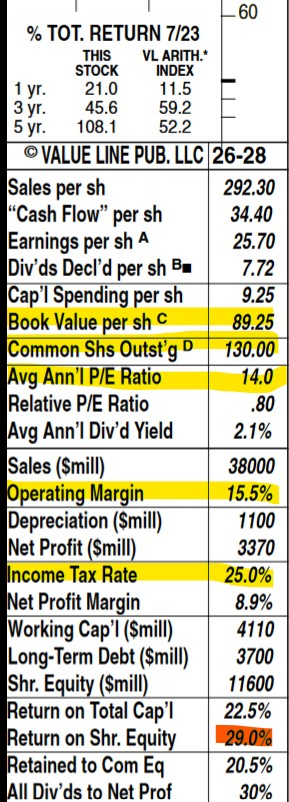 60
% TOT. RETURN 7/23
THIS STOCK VL ARITH.* INDEX
1 yr. 21.0 11.5
3 yr. 45.6 59.2
5 yr. 108.1 52.2
© VALUE LINE PUB. LLC 26-28
Sales per sh 292.30
“Cash Flow” per sh 34.40
Earnings per sh A 25.70
Div’ds Decl’d per sh B■ 7.72
Cap’l Spending per sh 9.25
Book Value per sh C 89.25
Common Shs Outst’g D 130.00
Avg Ann’l P/E Ratio 14.0
Relative P/E Ratio .80
Avg Ann’l Div’d Yield 2.1%
Sales ($mill) 38000
Operating Margin 15.5%
Depreciation ($mill) 1100
Net Profit ($mill) 3370
Income Tax Rate 25.0%
Net Profit Margin 8.9%
Working Cap’l ($mill) 4110
Long-Term Debt ($mill) 3700
Shr. Equity ($mill) 11600
Return on Total Cap’l 22.5%
Return on Shr. Equity 29.0%
Retained to Com Eq 20.5%
All Div’ds to Net Prof 30%